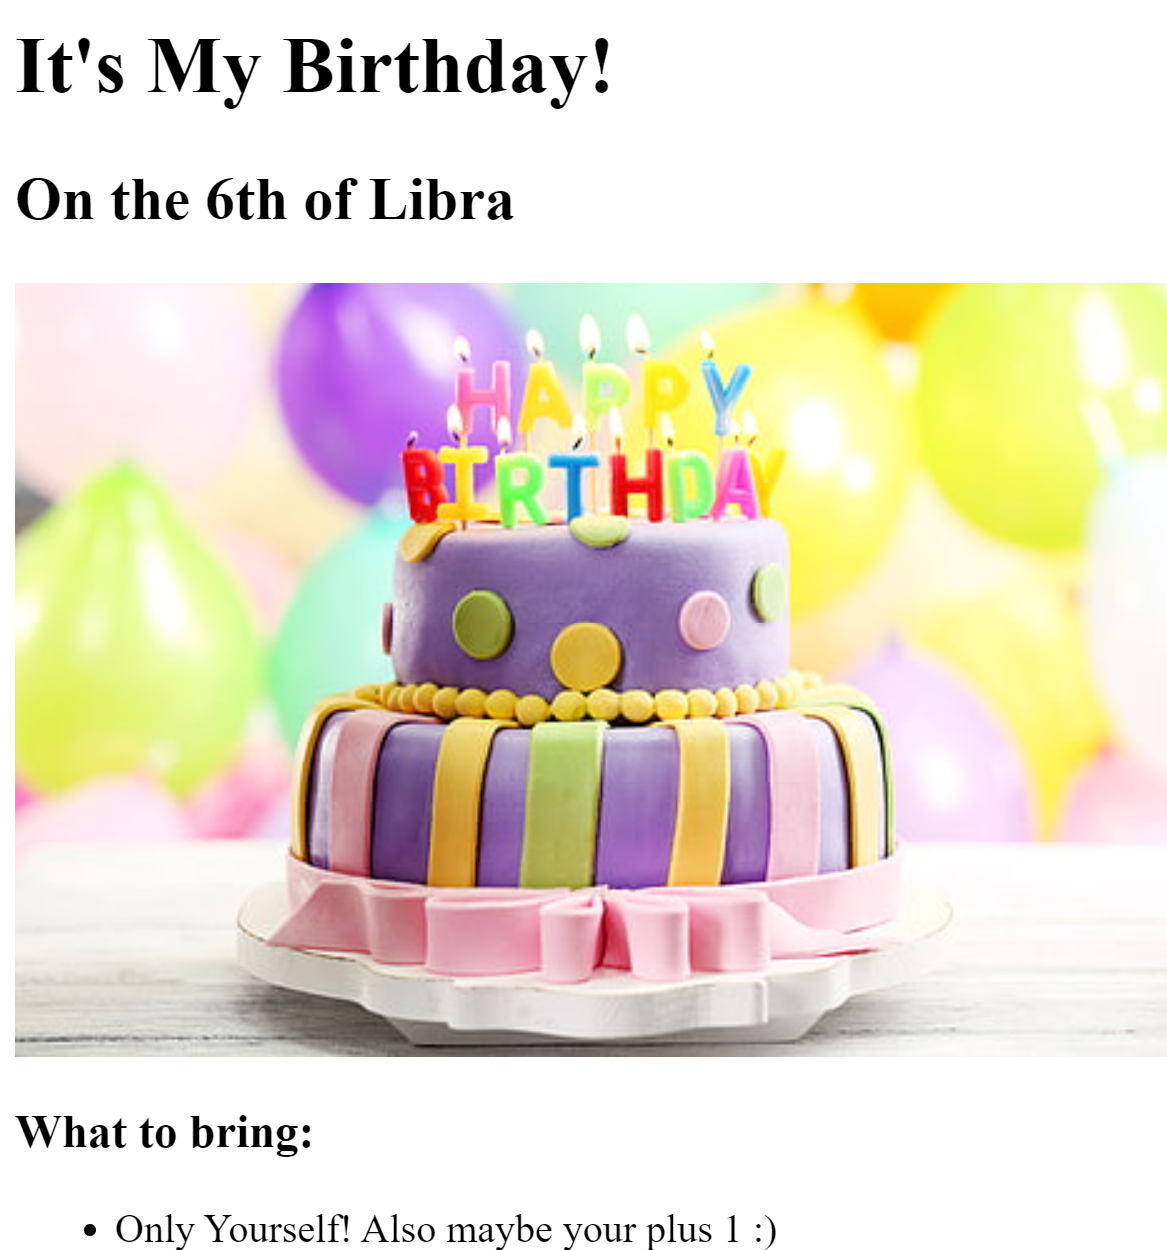 It's My Birthday!
On the 6th of Libra
HAPPY
BIRTHDAY
What to bring:
Only Yourself! Also maybe your plus 1 :)